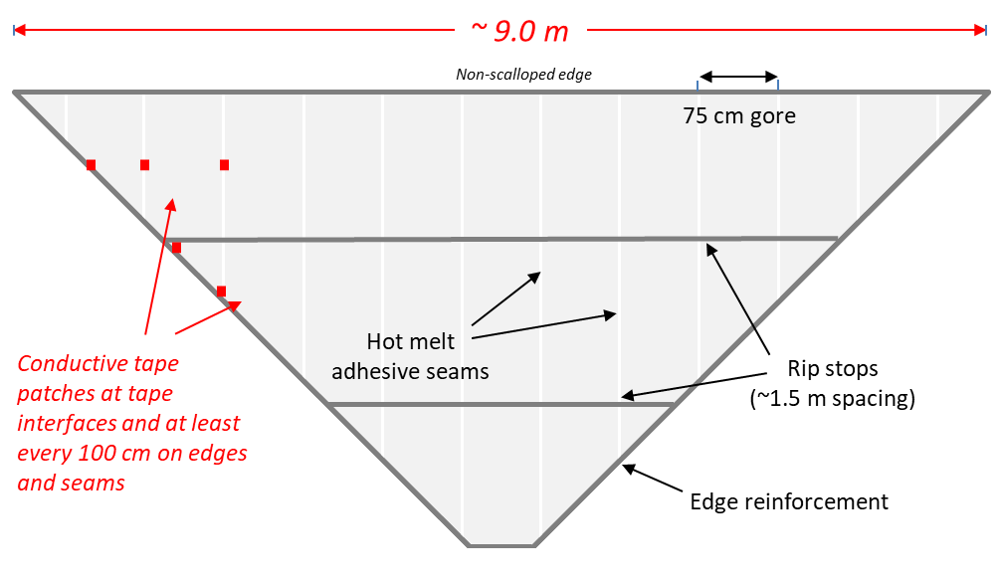 ~ 9.0 m
Non-scalloped edge
75 cm gore
Hot melt
adhesive seams
Rip stops
(~1.5 m spacing)
Conductive tape
patches at tape
interfaces and at least
every 100 cm on edges
and seams
Edge reinforcement